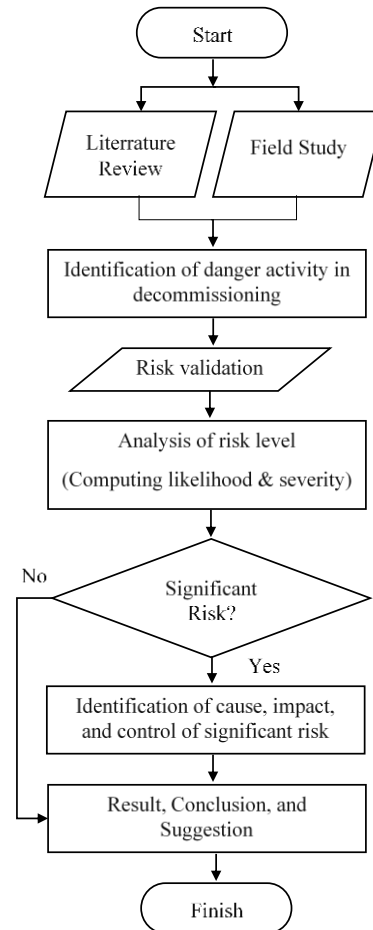 Start
Literrature
Review
Field Study
Identification of danger activity in
decommissioning
Risk validation
Analysis of risk level
(Computing likelihood & severity)
No
Significant
Risk?
Yes
Identification of cause, impact,
and control of significant risk
Result, Conclusion, and
Suggestion
Finish